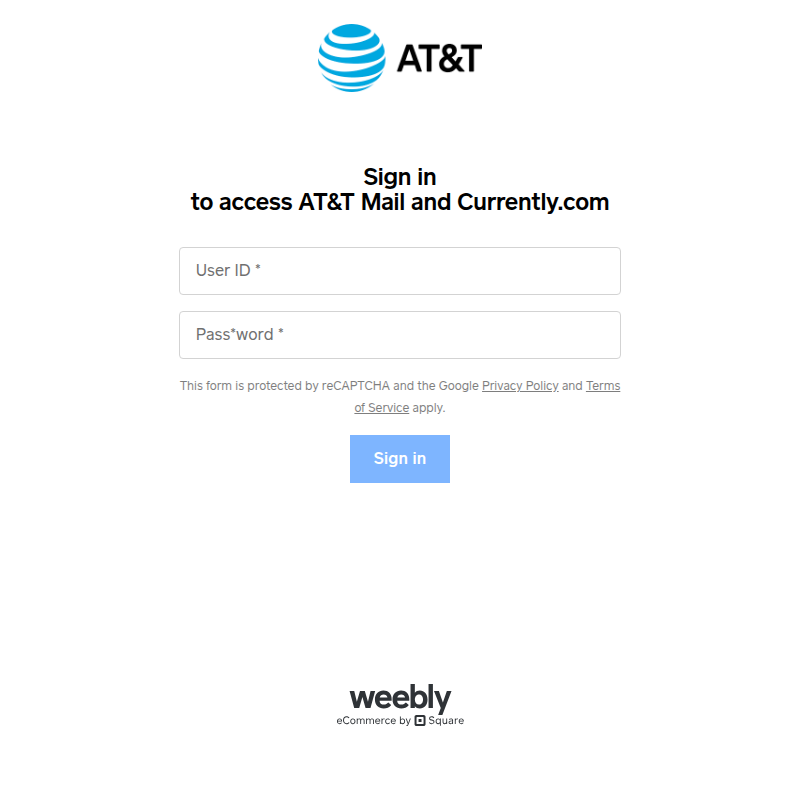 AT&T
Sign in
to access AT&T Mail and Currently.com
User ID *
Pass*word *
This form is protected by reCAPTCHA and the Google Privacy Policy and Terms
of Service apply.
Sign in
weebly
eCommerce by Square